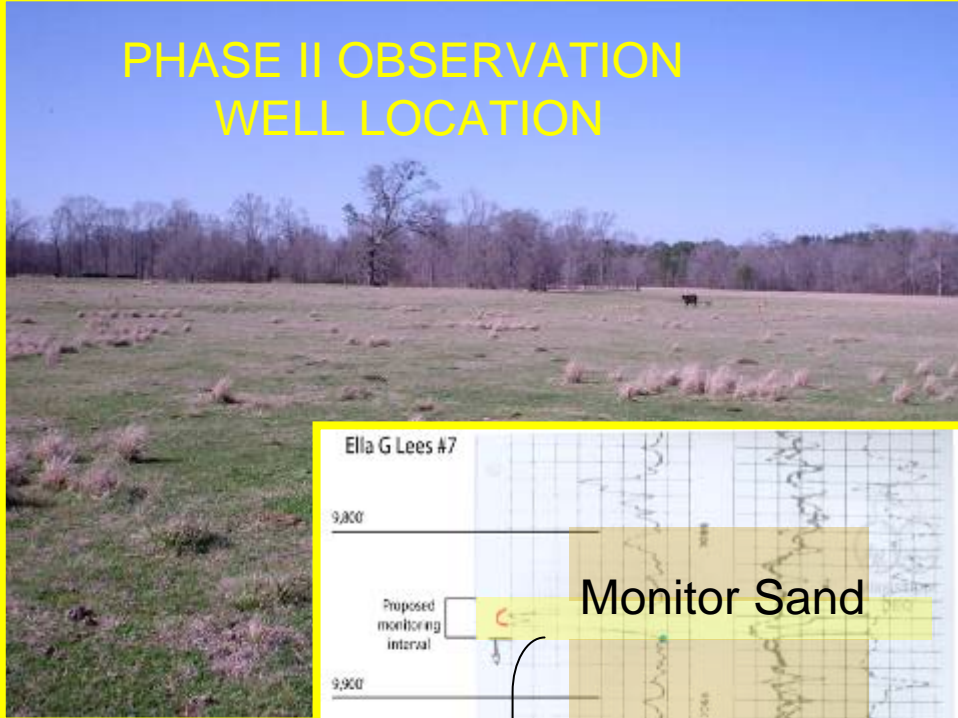 PHASE II OBSERVATION
WELL LOCATION
Ella G Lees #7
9,800'
Monitor Sand
Proposed
monitoring
interval
9,900'